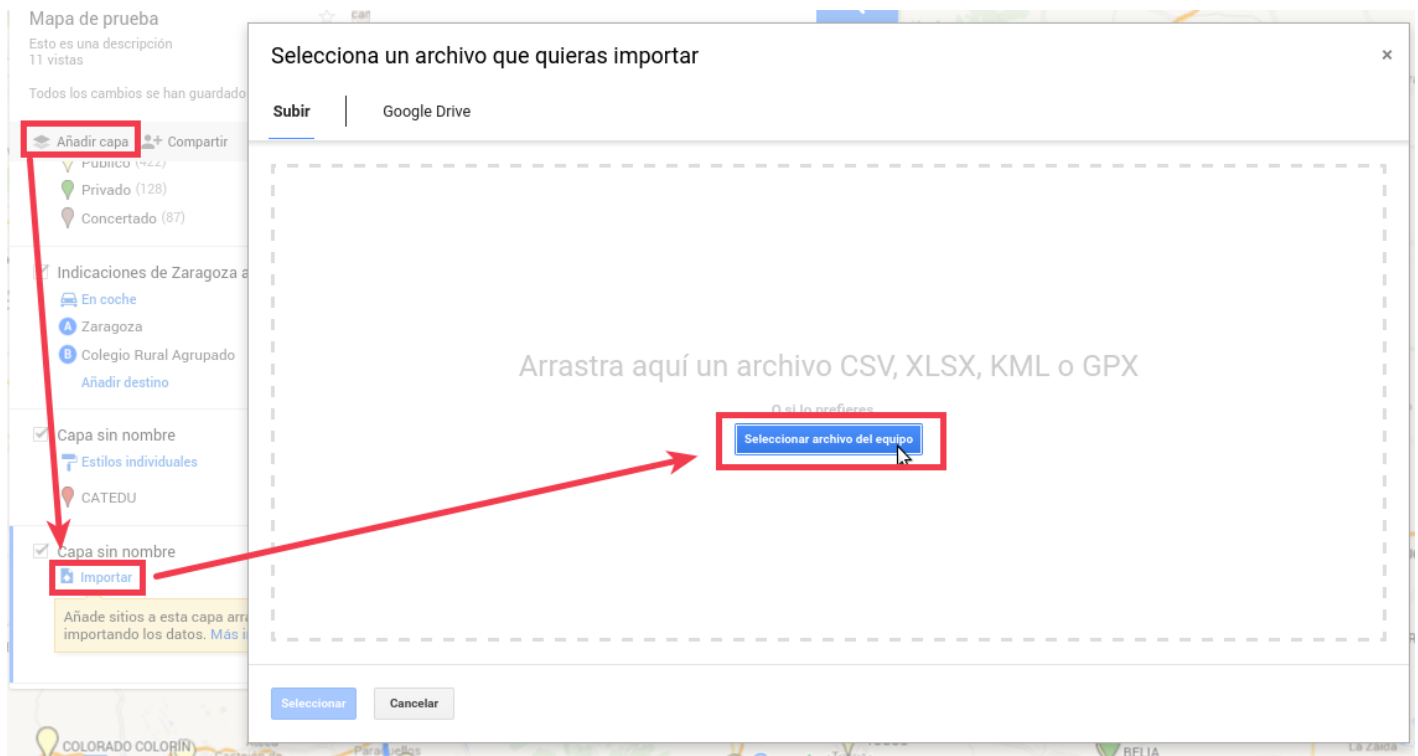 Mapa de prueba
Esto es una descripción
11 vistas
Todos los cambios se han guardado
Añadir capa
Compartir
Público (422)
Privado (128)
Concertado (87)
Indicaciones de Zaragoza a
En coche
A Zaragoza
B Colegio Rural Agrupado
Añadir destino
Capa sin nombre
Estilos individuales
CATEDU
Capa sin nombre
Importar
Añade sitios a esta capa arra
importando los datos. Más i
Selecciona un archivo que quieras importar
×
Subir
Google Drive
Arrastra aquí un archivo CSV, XLSX, KML o GPX
O si lo prefieres
Seleccionar archivo del equipo
Seleccionar
Cancelar
COLORADO COLORÍN
BELIA
La Zaida